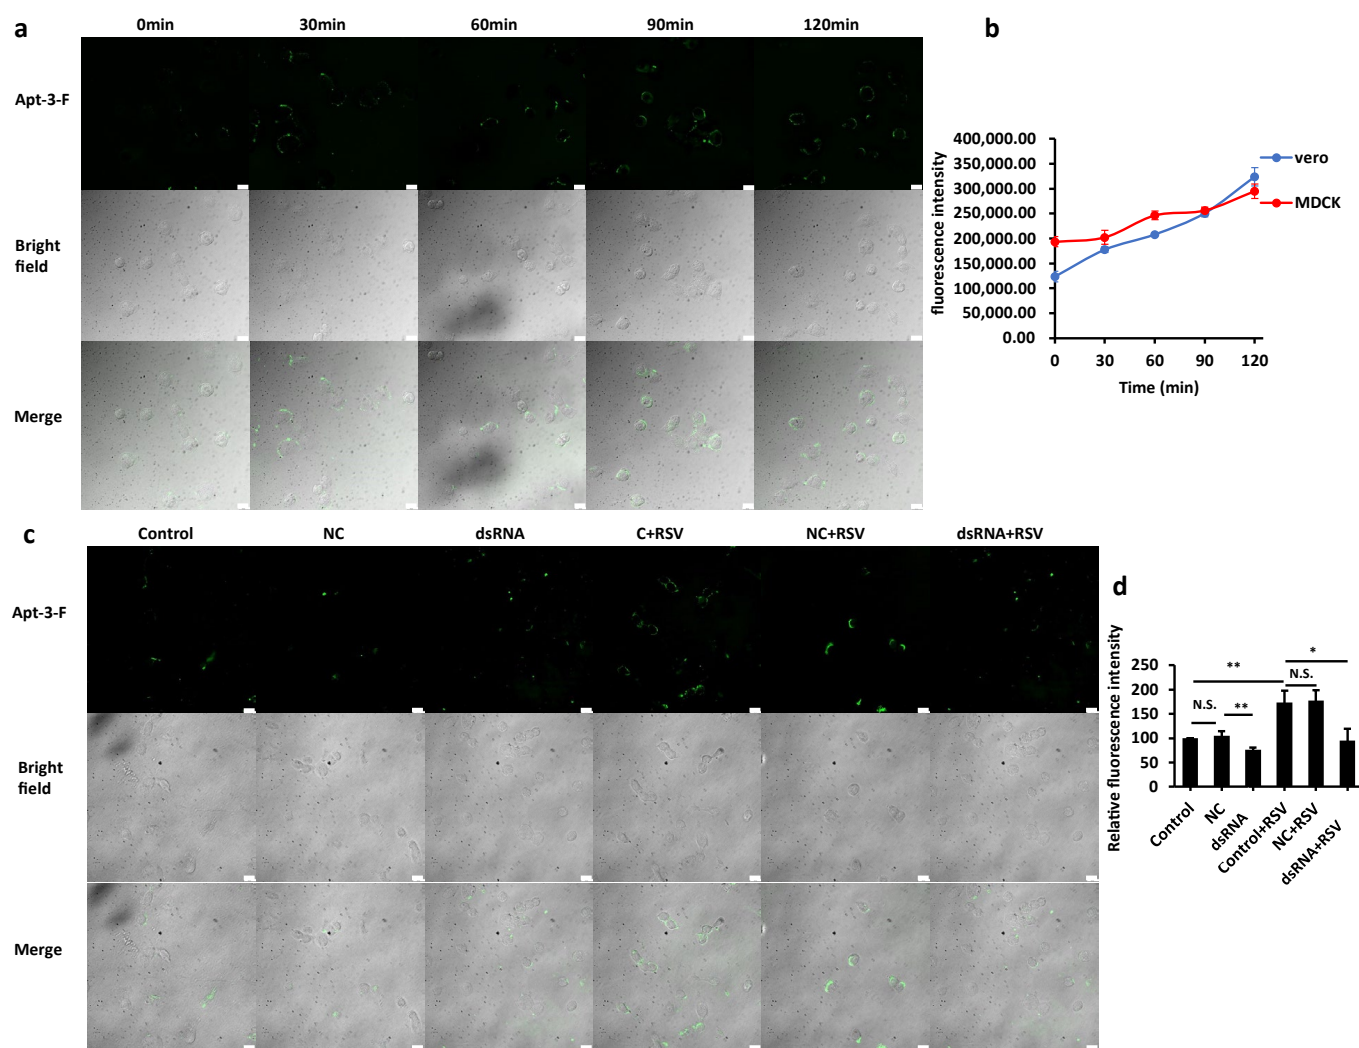 a
0min 30min 60min 90min 120min
Apt-3-F
Bright
field
Merge
b
400,000.00
350,000.00
300,000.00
250,000.00
200,000.00
150,000.00
100,000.00
50,000.00
0.00
fluorescence intensity
0 30 60 90 120
Time (min)
vero
MDCK
c
Control NC dsRNA C+RSV NC+RSV dsRNA+RSV
Apt-3-F
Bright
field
Merge
d
Relative fluorescence intensity
250
200
150
100
50
0
**
*
N.S.
N.S.
**
Control
NC
dsRNA
Control+RSV
NC+RSV
dsRNA+RSV